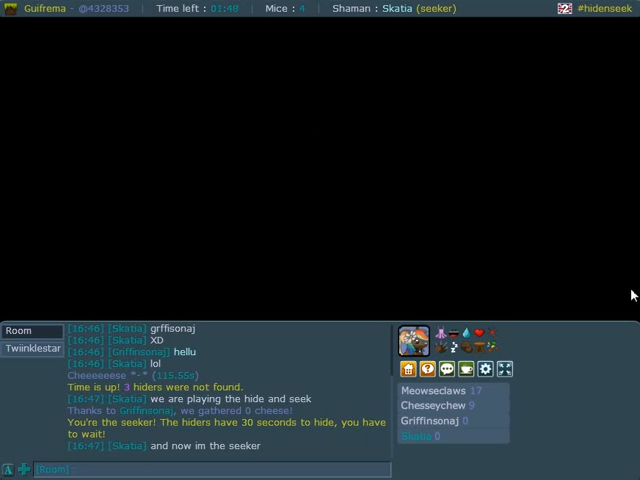 Guifrema - @4328353 | Time left : 01:48 | Mice : 4 | Shaman : Skatia (seeker) 2 #hidenseek
Room
Twiinklestar
[16:46] [Skatia] grffisonaj
[16:46] [Skatia] XD
[16:46] [Griffinsonaj] hellu
[16:46] [Skatia] lol
Cheeeeeese *-* (115.55s)
Time is up! 3 hiders were not found.
[16:47] [Skatia] we are playing the hide and seek
Thanks to Griffinsonaj, we gathered 0 cheese!
You're the seeker! The hiders have 30 seconds to hide, you have
to wait!
[16:47] [Skatia] and now im the seeker
A [Room] :
Meowseclaws 17
Chesseychew 9
Griffinsonaj 0
Skatia 0